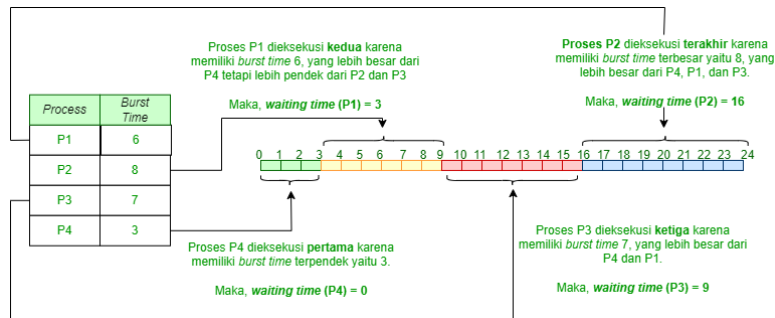 Proses P1 dieksekusi kedua karena
memiliki burst time 6, yang lebih besar dari
P4 tetapi lebih pendek dari P2 dan P3
Maka, waiting time (P1) = 3
Proses P2 dieksekusi terakhir karena
memiliki burst time terbesar yaitu 8, yang
lebih besar dari P4, P1, dan P3.
Maka, waiting time (P2) = 16
Process Burst Time
P1 6
P2 8
P3 7
P4 3
0 1 2 3 4 5 6 7 8 9 10 11 12 13 14 15 16 17 18 19 20 21 22 23 24
Proses P4 dieksekusi pertama karena
memiliki burst time terpendek yaitu 3.
Maka, waiting time (P4) = 0
Proses P3 dieksekusi ketiga karena
memiliki burst time 7, yang lebih besar dari
P4 dan P1.
Maka, waiting time (P3) = 9